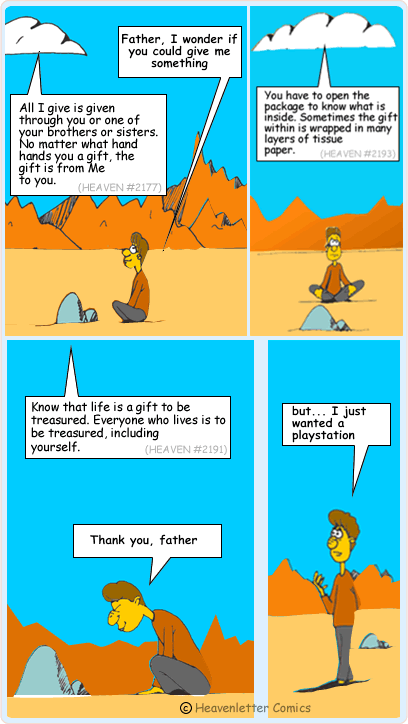 Father, I wonder if
you could give me
something
All I give is given
through you or one of
your brothers or sisters.
No matter what hand
hands you a gift, the
gift is from Me
to you.
(HEAVEN #2177)
You have to open the
package to know what is
inside. Sometimes the gift
within is wrapped in many
layers of tissue
paper.
(HEAVEN #2193)
Know that life is a gift to be
treasured. Everyone who lives is to
be treasured, including
yourself.
(HEAVEN #2191)
Thank you, father
but... I just
wanted a
playstation
© Heavenletter Comics